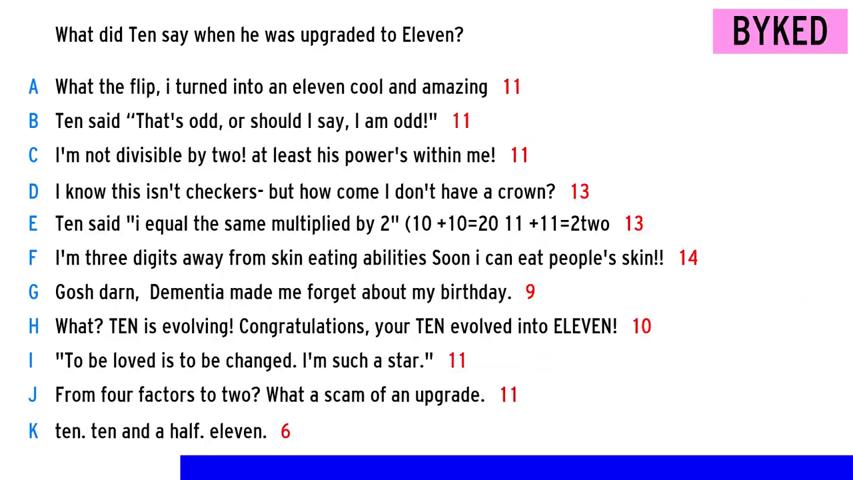 What did Ten say when he was upgraded to Eleven?
BYKED
A What the flip, i turned into an eleven cool and amazing 11
B Ten said “That's odd, or should I say, I am odd!" 11
C I'm not divisible by two! at least his power's within me! 11
D I know this isn't checkers- but how come I don't have a crown? 13
E Ten said "i equal the same multiplied by 2" (10 +10=20 11 +11=2two 13
F I'm three digits away from skin eating abilities Soon i can eat people's skin!! 14
G Gosh darn, Dementia made me forget about my birthday. 9
H What? TEN is evolving! Congratulations, your TEN evolved into ELEVEN! 10
I "To be loved is to be changed. I'm such a star." 11
J From four factors to two? What a scam of an upgrade. 11
K ten. ten and a half. eleven. 6